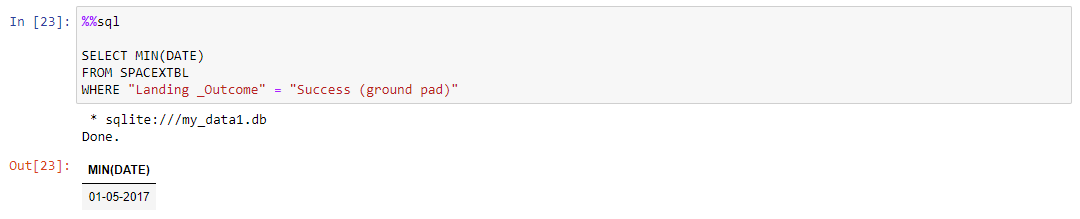 In [23]: %%sql
SELECT MIN(DATE)
FROM SPACEXTBL
WHERE "Landing _Outcome" = "Success (ground pad)"
* sqlite:///my_data1.db
Done.
Out[23]: MIN(DATE)
01-05-2017